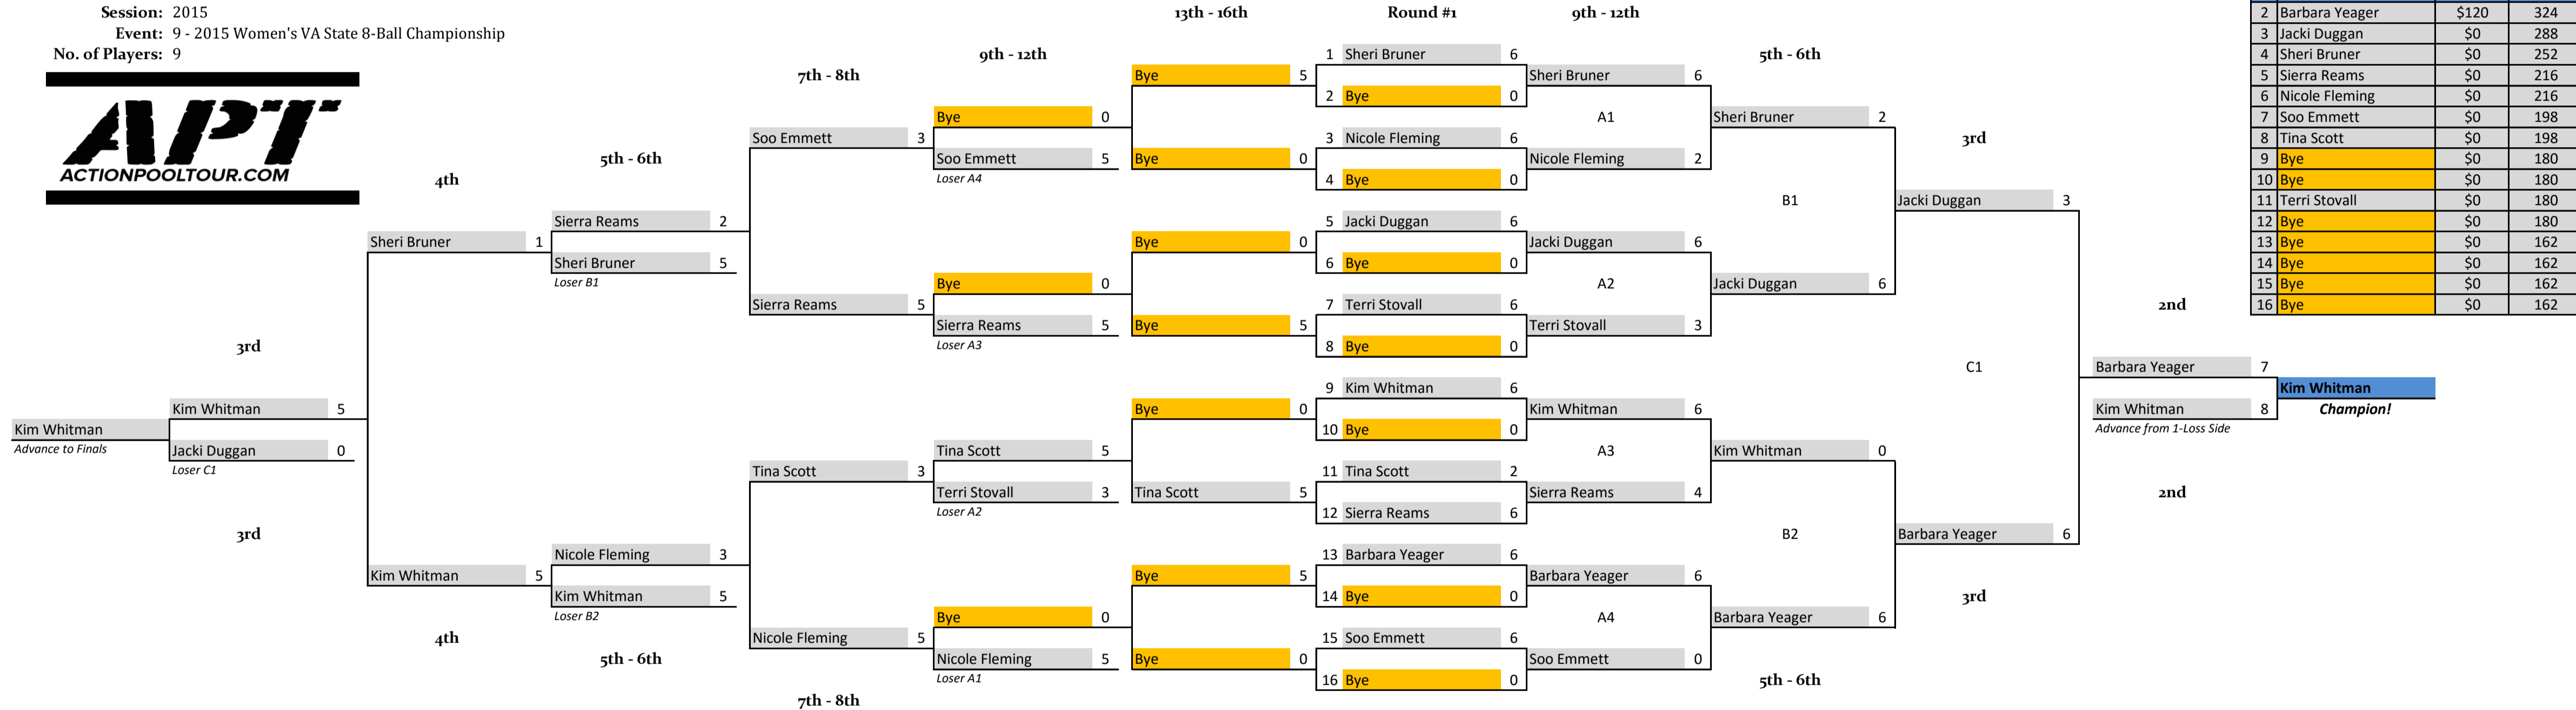 Session: 2015
Event: 9 - 2015 Women's VA State 8-Ball Championship
No. of Players: 9
APT
ACTIONPOOLTOUR.COM
3rd
Kim Whitman 5
Kim Whitman
Advance to Finals
Jacki Duggan 0
Loser C1
3rd
4th
Sheri Bruner 1
Kim Whitman 5
4th
5th - 6th
Sierra Reams 2
Sheri Bruner 5
Loser B1
Nicole Fleming 3
Kim Whitman 5
Loser B2
5th - 6th
7th - 8th
Soo Emmett 3
Sierra Reams 5
Tina Scott 3
Nicole Fleming 5
7th - 8th
9th - 12th
Bye 0
Soo Emmett 5
Loser A4
Bye 0
Sierra Reams 5
Loser A3
Tina Scott 5
Terri Stovall 3
Loser A2
Bye 0
Nicole Fleming 5
Loser A1
13th - 16th
Bye 5
Bye 0
Bye 0
Bye 5
Bye 0
Tina Scott 5
Bye 5
Bye 0
Round #1
1 Sheri Bruner 6
2 Bye 0
3 Nicole Fleming 6
4 Bye 0
5 Jacki Duggan 6
6 Bye 0
7 Terri Stovall 6
8 Bye 0
9 Kim Whitman 6
10 Bye 0
11 Tina Scott 2
12 Sierra Reams 6
13 Barbara Yeager 6
14 Bye 0
15 Soo Emmett 6
16 Bye 0
9th - 12th
Sheri Bruner 6
A1
Nicole Fleming 2
Jacki Duggan 6
A2
Terri Stovall 3
Kim Whitman 6
A3
Sierra Reams 4
Barbara Yeager 6
A4
Soo Emmett 0
5th - 6th
Sheri Bruner 2
B1
Jacki Duggan 6
Kim Whitman 0
B2
Barbara Yeager 6
5th - 6th
3rd
Jacki Duggan 3
C1
Barbara Yeager 6
3rd
2nd
Barbara Yeager 7
Kim Whitman 8
Advance from 1-Loss Side
2nd
Kim Whitman
Champion!
2 Barbara Yeager $120 324
3 Jacki Duggan $0 288
4 Sheri Bruner $0 252
5 Sierra Reams $0 216
6 Nicole Fleming $0 216
7 Soo Emmett $0 198
8 Tina Scott $0 198
9 Bye $0 180
10 Bye $0 180
11 Terri Stovall $0 180
12 Bye $0 180
13 Bye $0 162
14 Bye $0 162
15 Bye $0 162
16 Bye $0 162